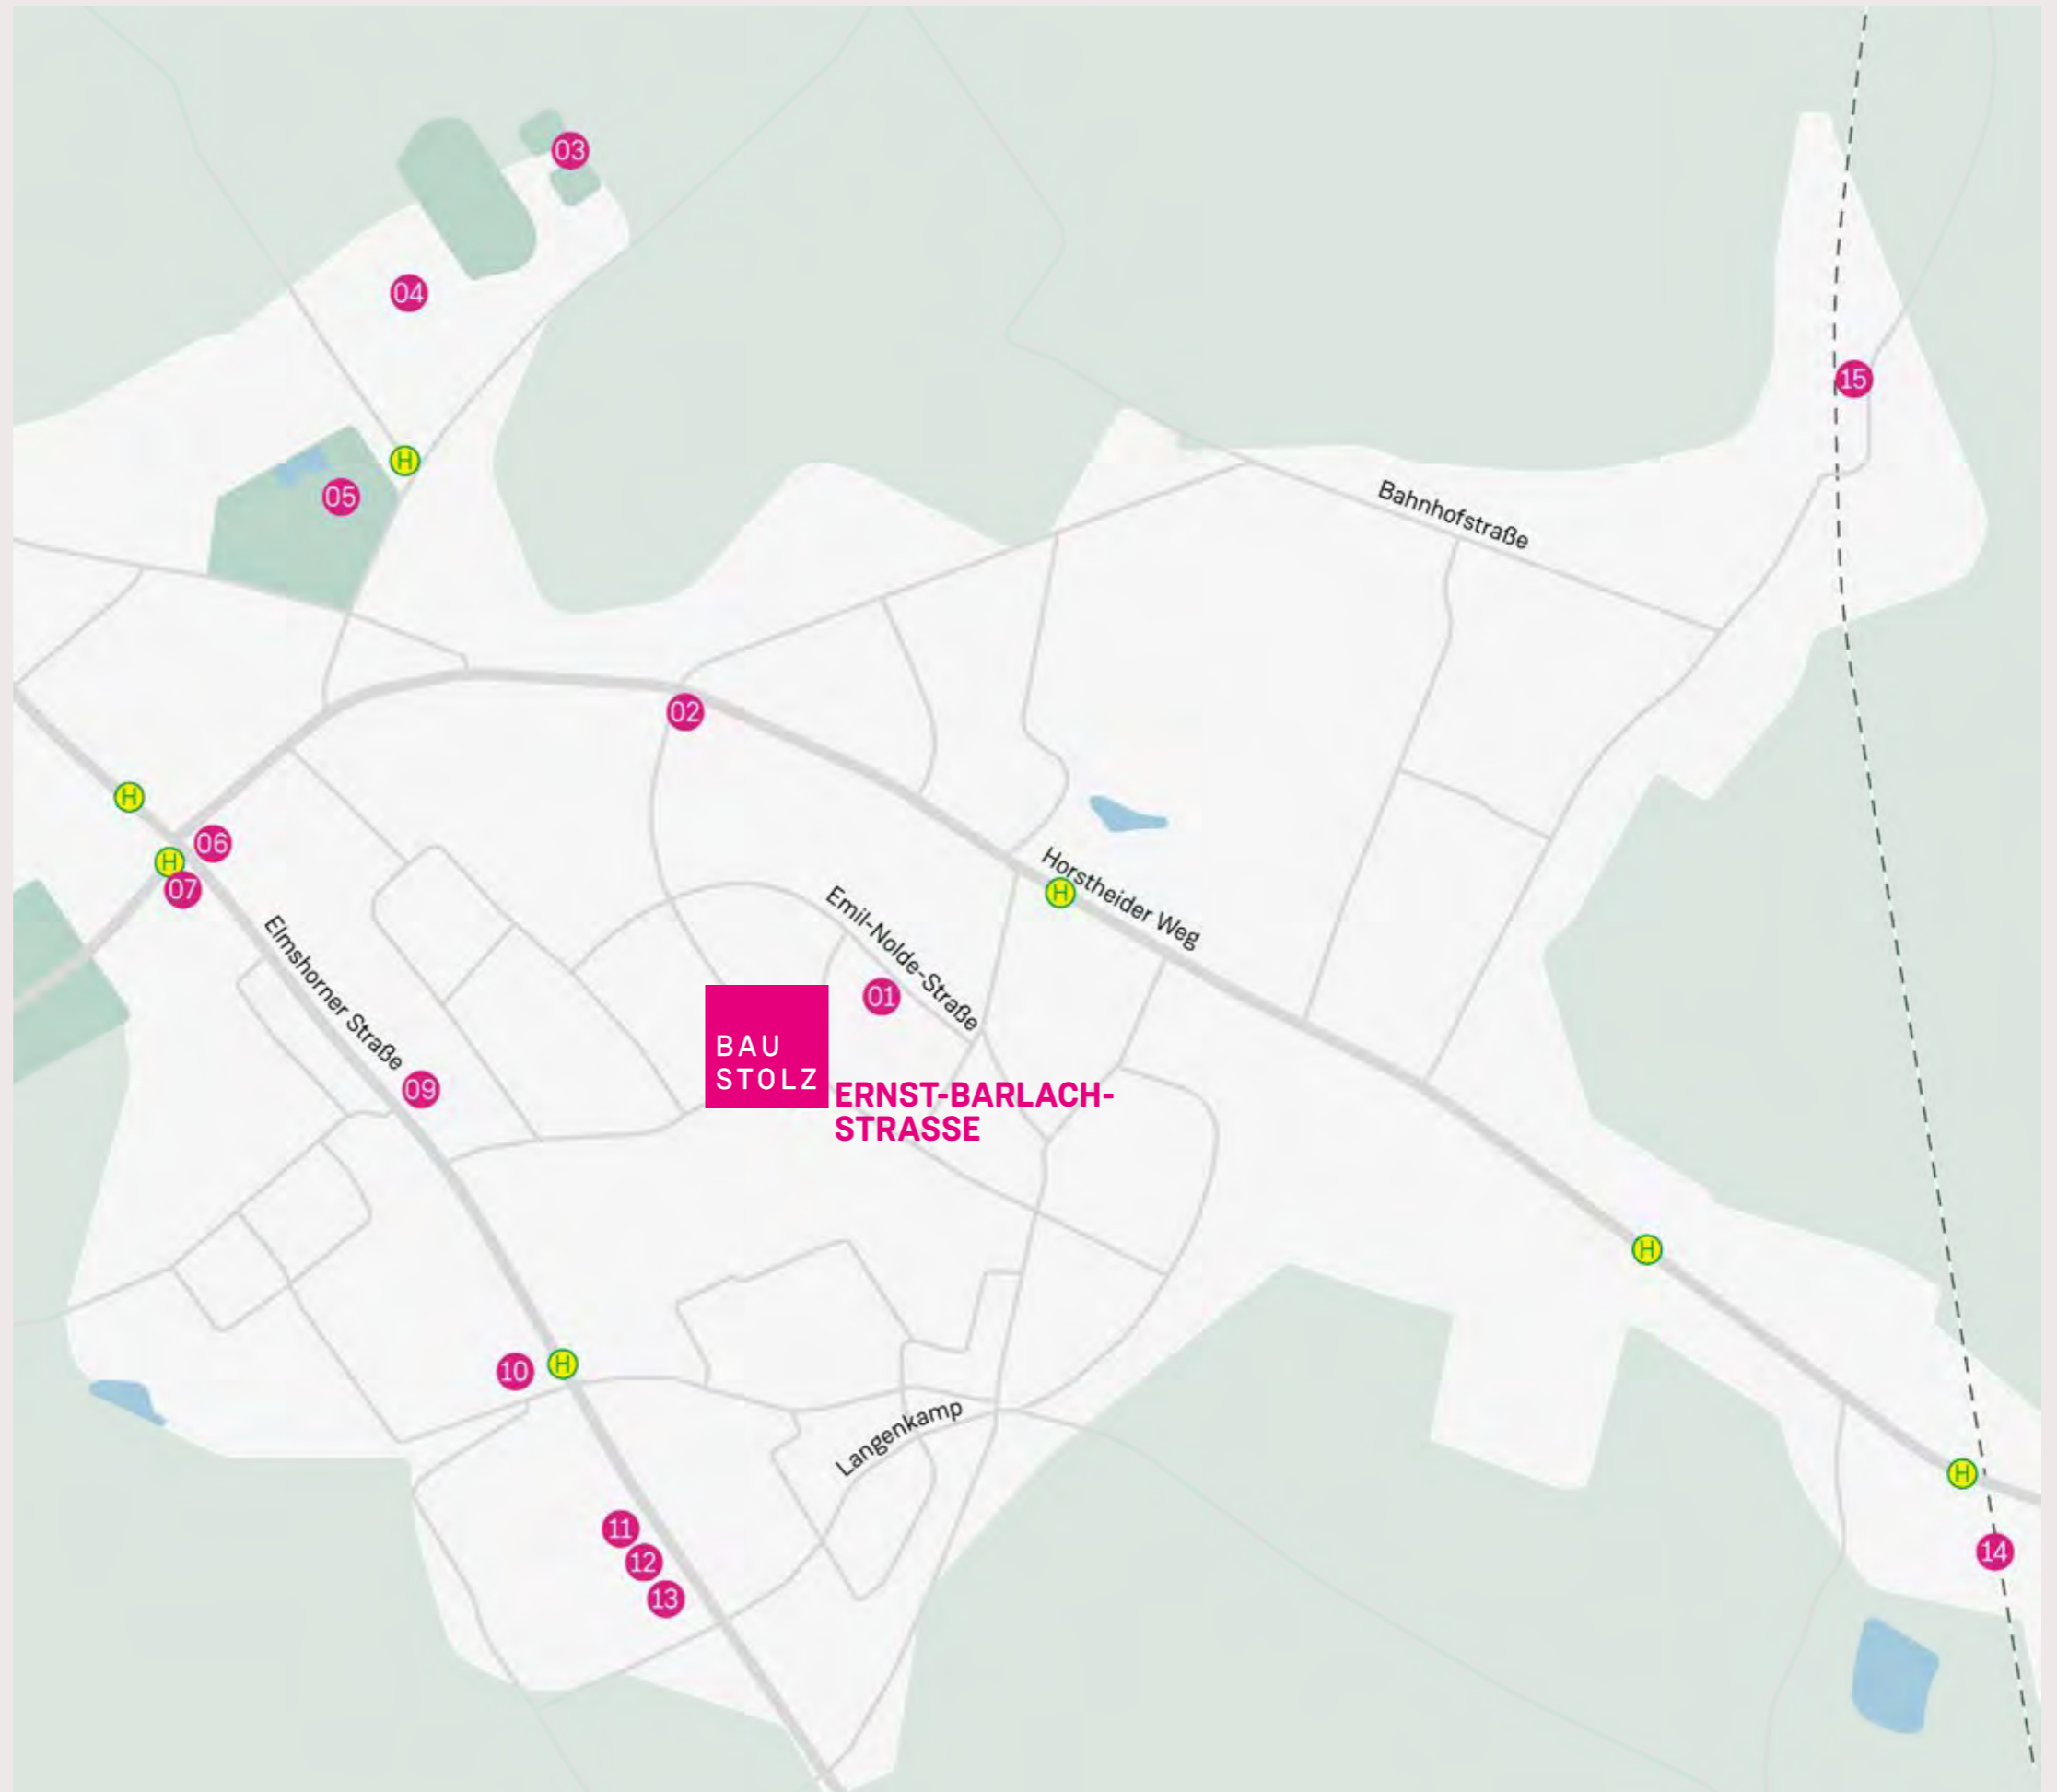 03
04
15
H
05
Bahnhofstraße
02
H
06
H
07
Horstheider Weg
H
Emil-Nolde-Straße
Elmshorner Straße
01
BAU
STOLZ
ERNST-BARLACH-
STRASSE
09
H
10
H
Langenkamp
H
11
12
13
14